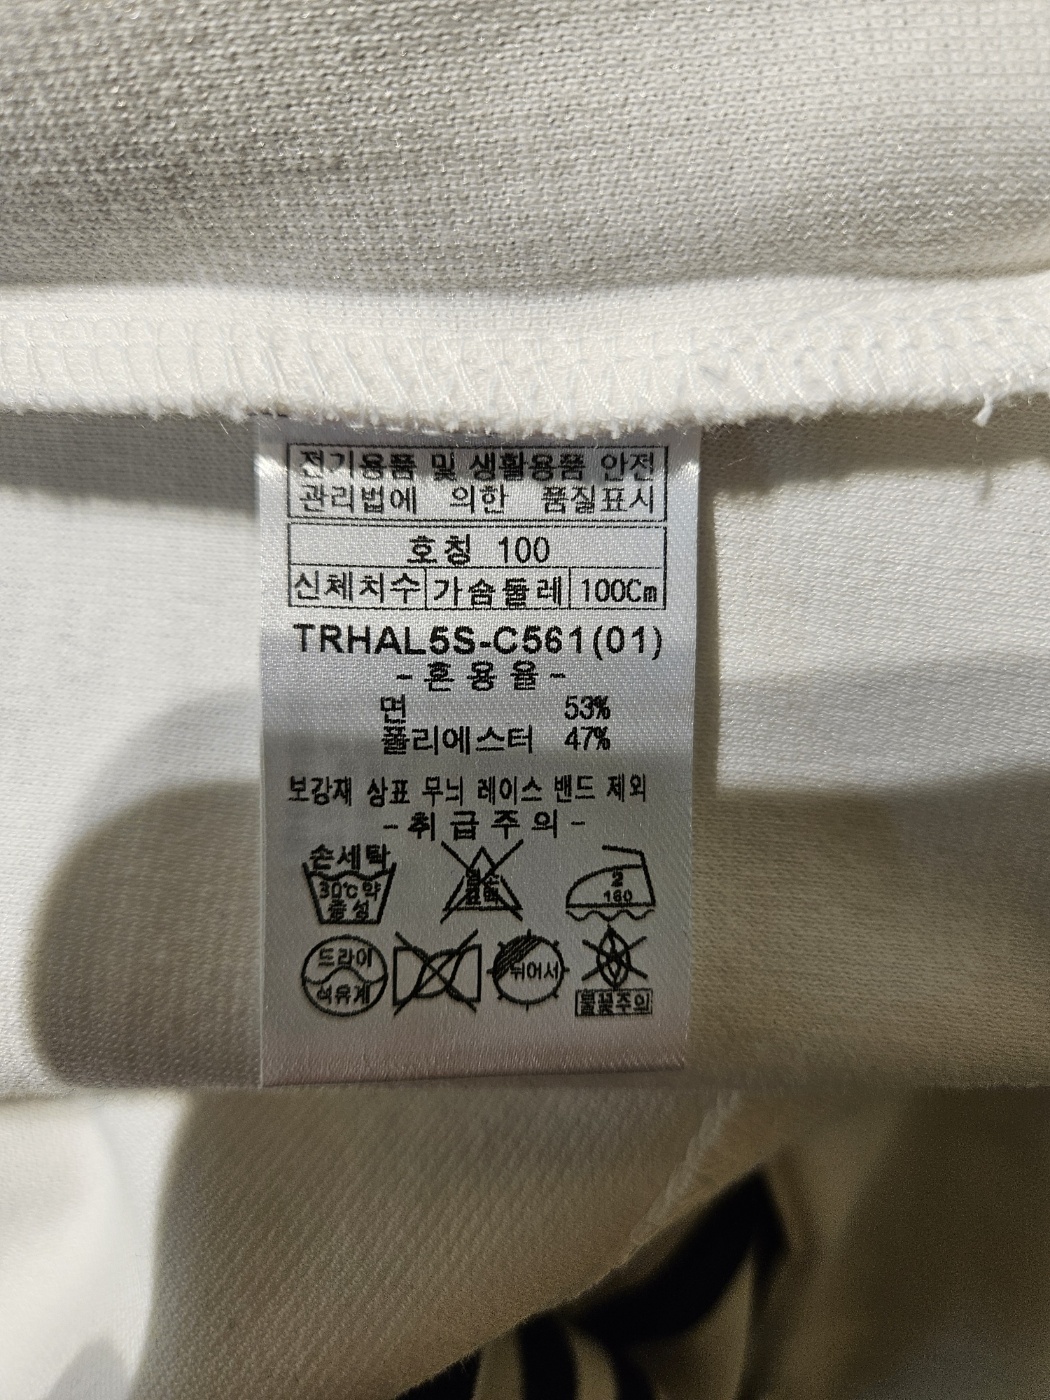 전기용품 및 생활용품 안전
관리법에 의한 품질표시
호칭 100
신체치수 가슴둘레 100Cm
TRHAL5S-C561(01)
-혼용율-
면 53%
폴리에스터 47%
보강재 상표 무늬 레이스 밴드 제외
-취급주의-
손세탁
30℃약
중성
2
160
드라이
석유계
뉘어서
불꽃주의